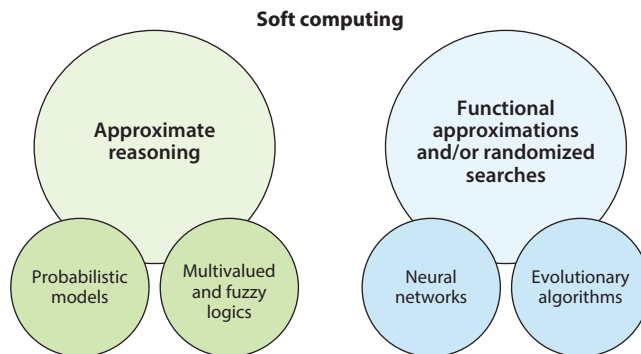 Soft computing
Approximate
reasoning
Functional
approximations
and/or randomized
searches
Probabilistic
models
Multivalued
and fuzzy
logics
Neural
networks
Evolutionary
algorithms